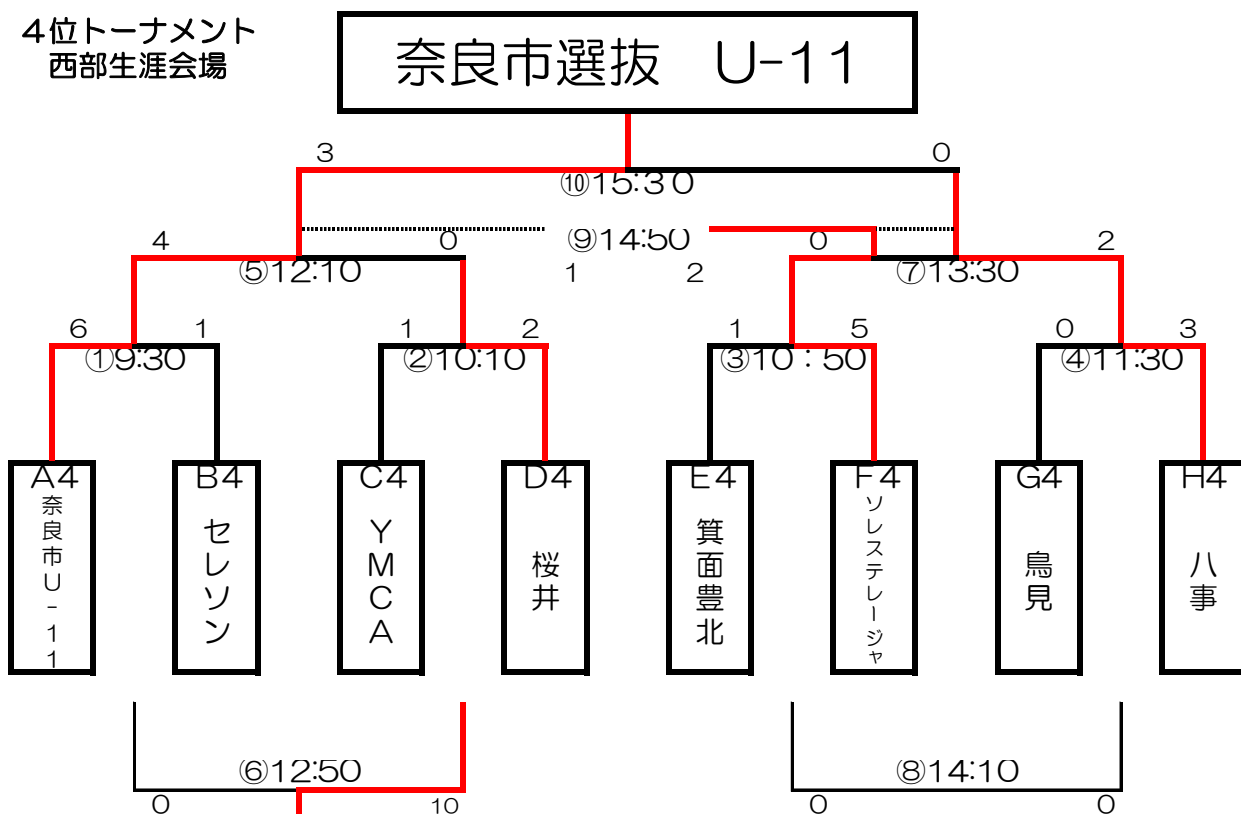 4位トーナメント
西部生涯会場
奈良市選抜　U-11
3 0
⑩15:30
4 0 ⑨14:50 0 2
⑤12:10 1 2 ⑦13:30
6 1 1 2 1 5 0 3
①9:30 ②10:10 ③10：50 ④11:30
A4 B4 C4 D4 E4 F4 G4 H4
奈良市U-11
セレソン
YMCA
桜井
箕面豊北
ソレステレージャ
鳥見
八事
⑥12:50 ⑧14:10
0 10 0 0